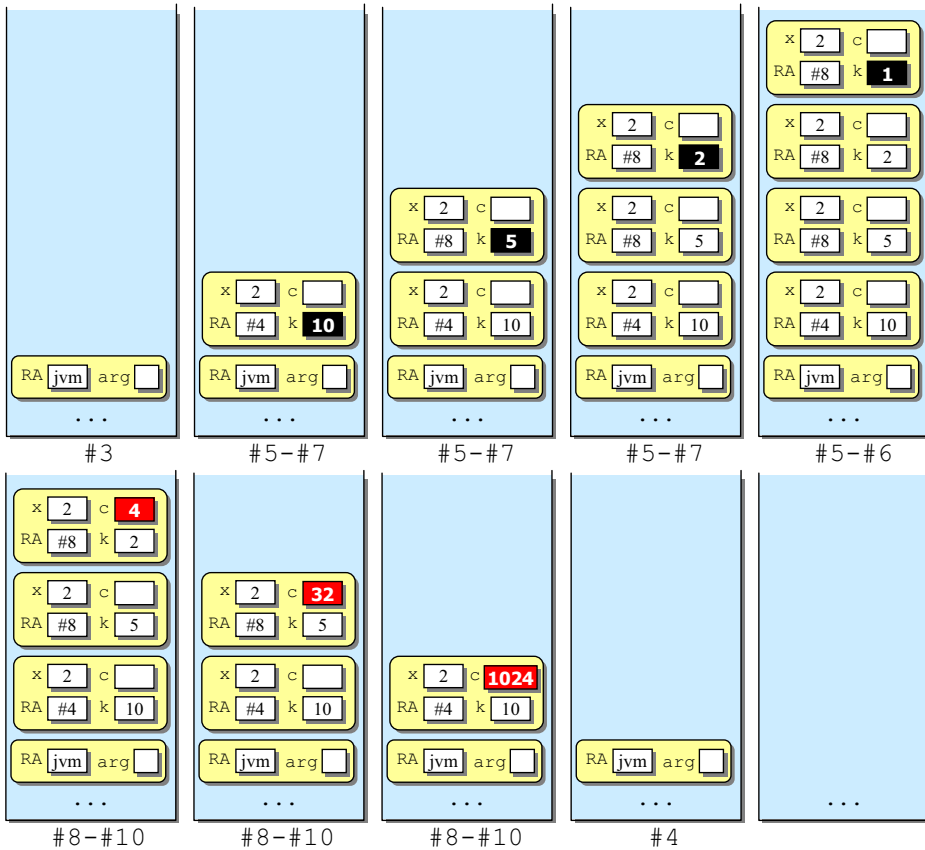 x 2 c
RA #8 k 1
x 2 c x 2 c
RA #8 k 2 RA #8 k 2
x 2 c x 2 c x 2 c
RA #8 k 5 RA #8 k 5 RA #8 k 5
x 2 c x 2 c x 2 c x 2 c
RA #4 k 10 RA #4 k 10 RA #4 k 10 RA #4 k 10
RA jvm arg RA jvm arg RA jvm arg RA jvm arg RA jvm arg
... ... ... ... ...
#3 #5-#7 #5-#7 #5-#7 #5-#6
x 2 c 4
RA #8 k 2
x 2 c x 2 c 32
RA #8 k 5 RA #8 k 5
x 2 c x 2 c x 2 c 1024
RA #4 k 10 RA #4 k 10 RA #4 k 10
RA jvm arg RA jvm arg RA jvm arg RA jvm arg
... ... ... ... ...
#8-#10 #8-#10 #8-#10 #4